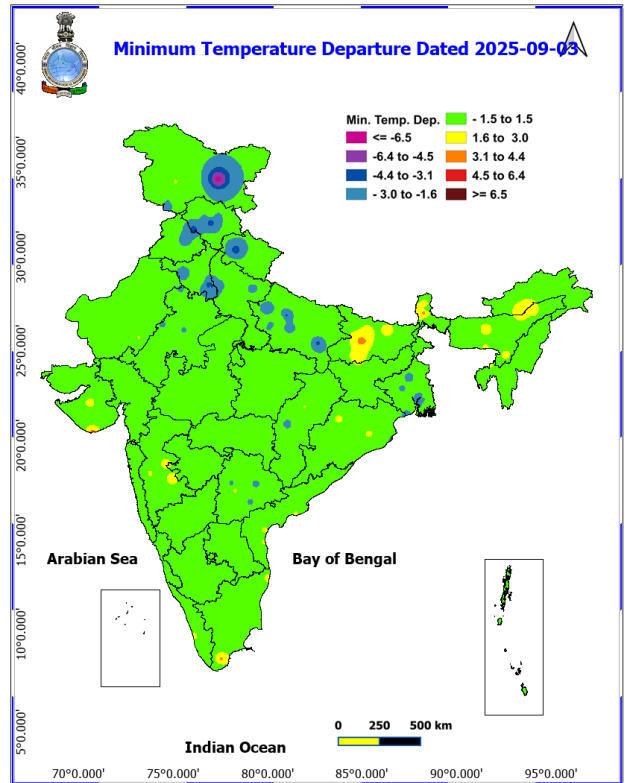 Minimum Temperature Departure Dated 2025-09-03
Min. Temp. Dep.
<= -6.5
-6.4 to -4.5
-4.4 to -3.1
- 3.0 to -1.6
- 1.5 to 1.5
1.6 to 3.0
3.1 to 4.4
4.5 to 6.4
>= 6.5
40°0.000'
35°0.000'
30°0.000'
25°0.000'
20°0.000'
15°0.000'
10°0.000'
5°0.000'
Arabian Sea
Bay of Bengal
0 250 500 km
Indian Ocean
70°0.000' 75°0.000' 80°0.000' 85°0.000' 90°0.000' 95°0.000'